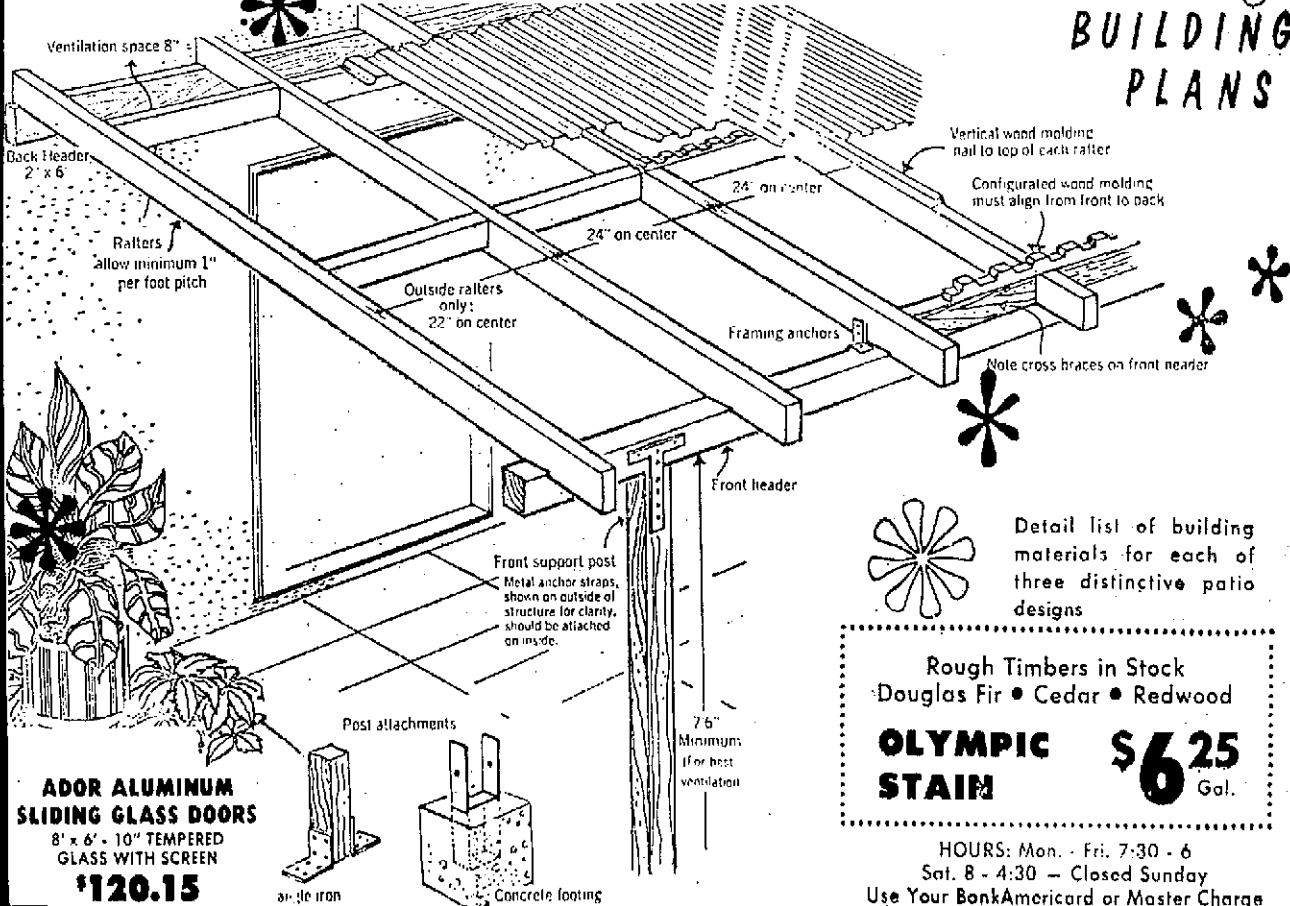 BUILDING
PLANS
Ventilation space 8"
Back Header
2" x 6"
Rafters
allow minimum 1"
per foot pitch
Outside rafters
only:
22" on center
24" on center
24" on center
Vertical wood molding
nail to top of each rafter
Configurated wood molding
must align from front to back
Framing anchors
Note cross braces on front header
Front header
Front support post
Metal anchor straps,
shown on outside of
structure for clarity,
should be attached
on inside.
7'6"
Minimum
(For best
ventilation
Post attachments
angle iron
Concrete footing
ADOR ALUMINUM
SLIDING GLASS DOORS
8' x 6' - 10" TEMPERED
GLASS WITH SCREEN
$120.15
Detail list of building
materials for each of
three distinctive patio
designs
Rough Timbers in Stock
Douglas Fir • Cedar • Redwood
OLYMPIC
STAIN
$6.25
Gal.
HOURS: Mon. - Fri. 7:30 - 6
Sat. 8 - 4:30 — Closed Sunday
Use Your BankAmericard or Master Charge